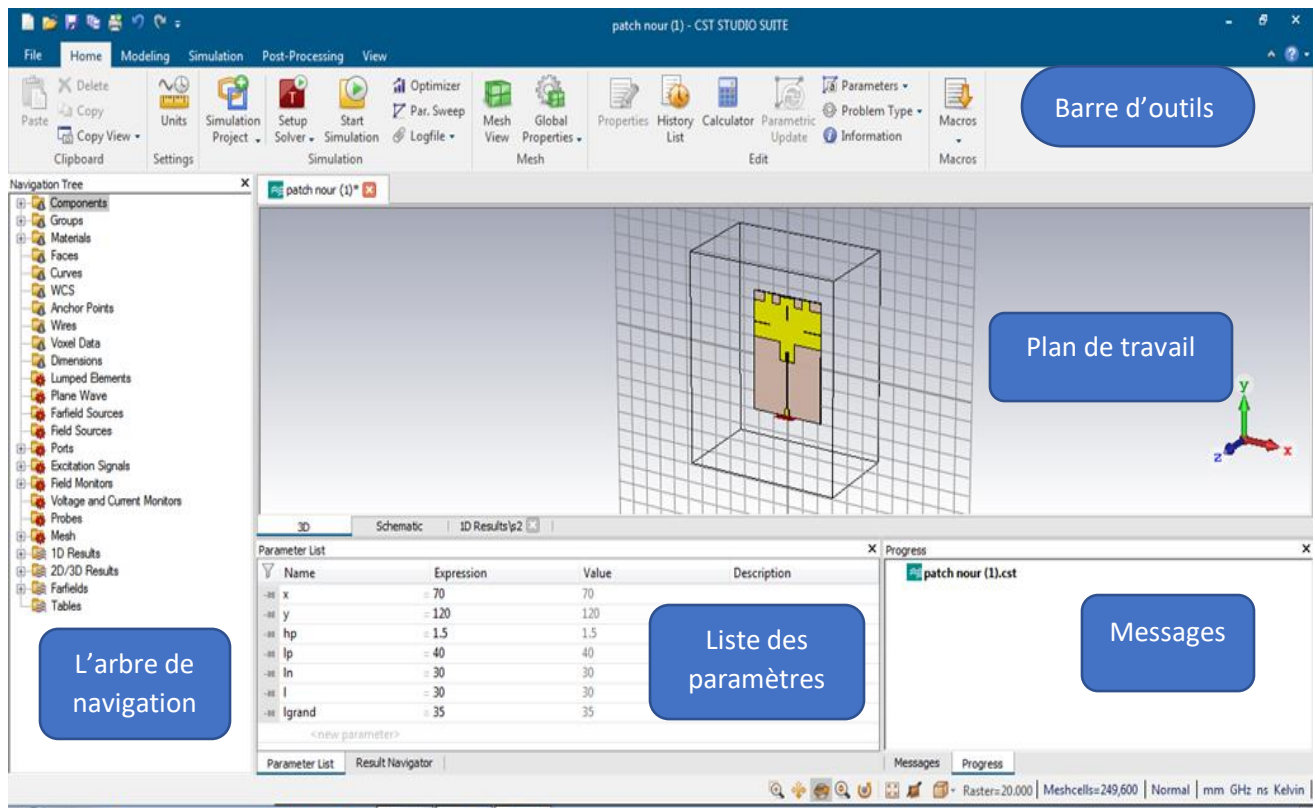 patch nour (1) - CST STUDIO SUITE
File Home Modeling Simulation Post-Processing View
Paste
Delete
Copy
Copy View
Clipboard
Units
Settings
Simulation Project
Setup Solver
Start Simulation
Optimizer
Par. Sweep
Logfile
Simulation
Mesh View
Global Properties
Mesh
Properties
History List
Calculator
Parametric Update
Parameters
Problem Type
Information
Edit
Macros
Macros
Barre d’outils
Navigation Tree
Components
Groups
Materials
Faces
Curves
WCS
Anchor Points
Wires
Voxel Data
Dimensions
Lumped Elements
Plane Wave
Farfield Sources
Field Sources
Ports
Excitation Signals
Field Monitors
Voltage and Current Monitors
Probes
Mesh
1D Results
2D/3D Results
Farfields
Tables
L’arbre de
navigation
patch nour (1)*
Plan de travail
y
z x
3D Schematic 1D Results\s2
Parameter List
Name Expression Value Description
x = 70 70
y = 120 120
hp = 1.5 1.5
lp = 40 40
ln = 30 30
l = 30 30
lgrand = 35 35
<new parameter>
Liste des
paramètres
Parameter List Result Navigator
Progress
patch nour (1).cst
Messages
Messages Progress
Raster=20.000 Meshcells=249,600 Normal mm GHz ns Kelvin